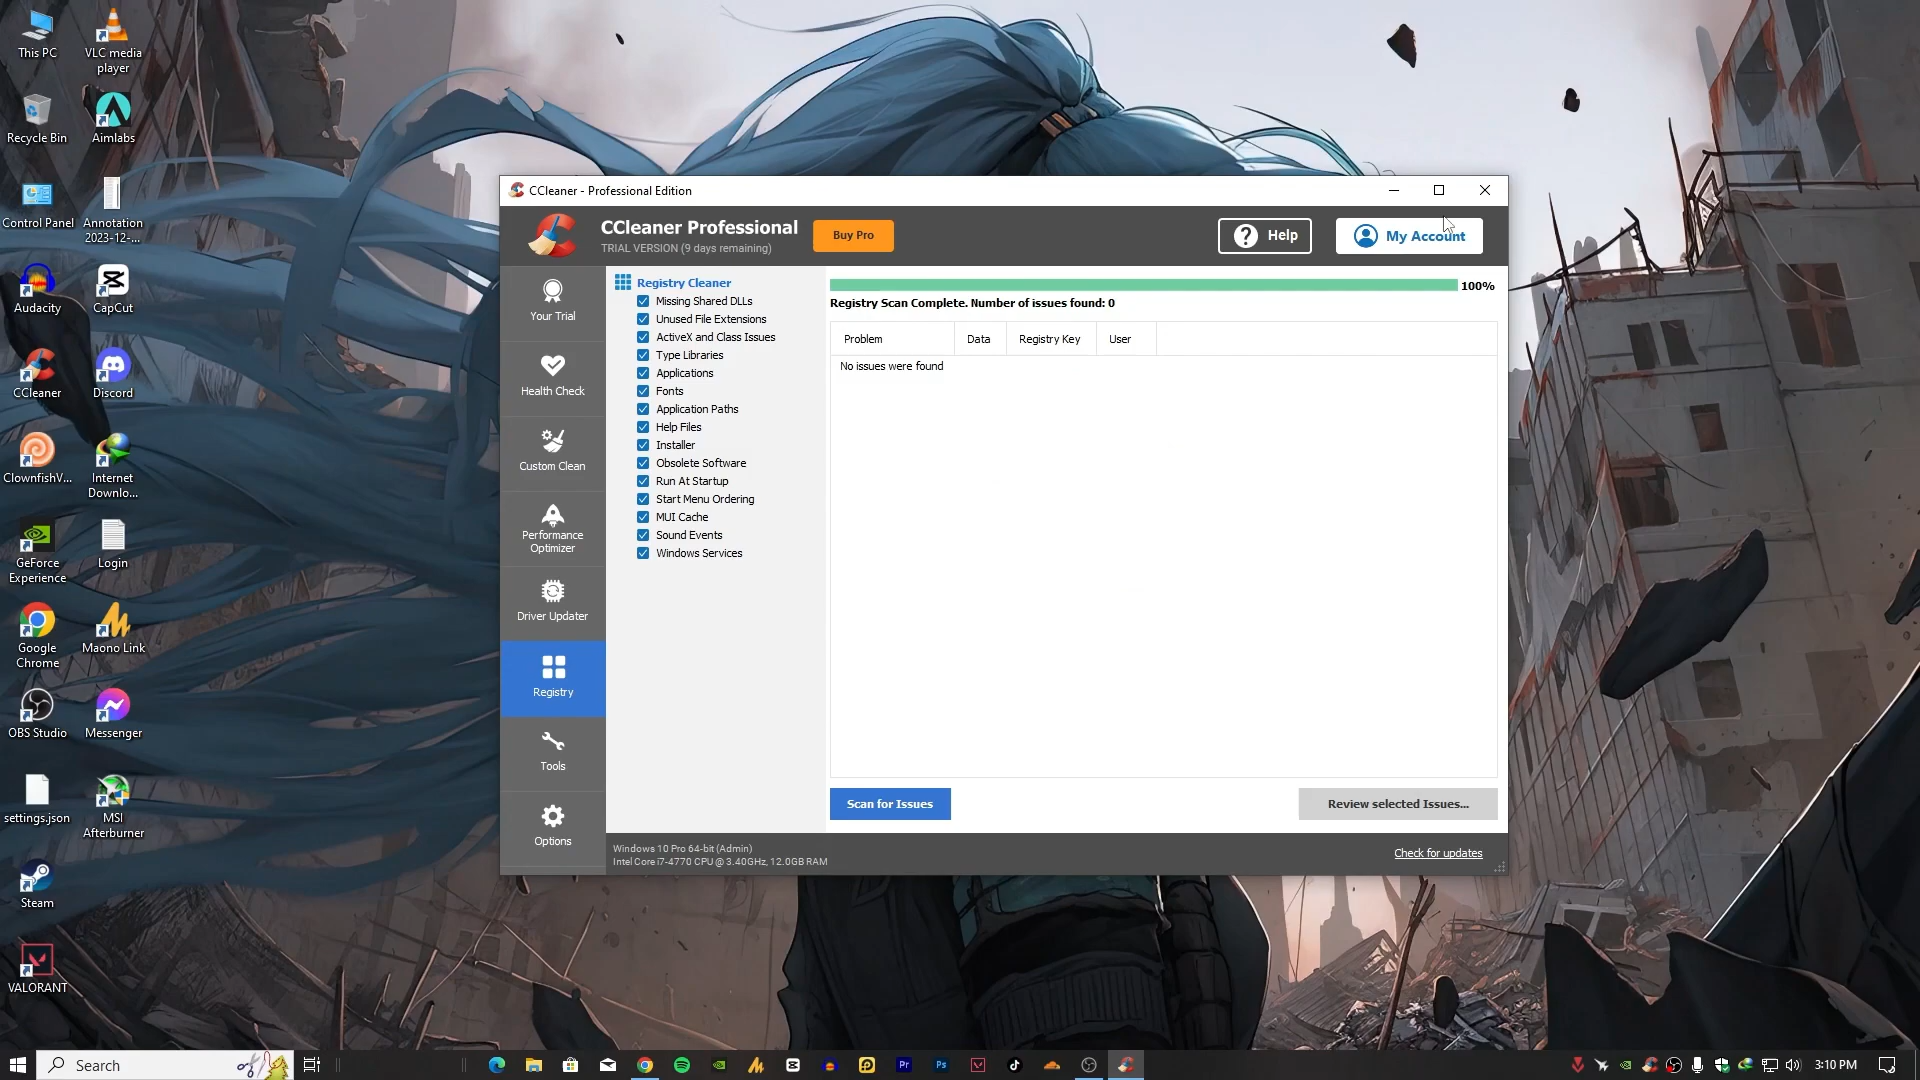 This PC
VLC media
player
Recycle Bin
Aimlabs
Control Panel
Annotation
2023-12-...
Audacity
CapCut
CCleaner
Discord
ClownfishV...
Internet
Downlo...
GeForce
Experience
Login
Google
Chrome
Maono Link
OBS Studio
Messenger
settings.json
MSI
Afterburner
Steam
VALORANT
CCleaner - Professional Edition
CCleaner Professional
TRIAL VERSION (9 days remaining)
Buy Pro
? Help
My Account
Your Trial
Health Check
Custom Clean
Performance
Optimizer
Driver Updater
Registry
Tools
Options
Registry Cleaner
Missing Shared DLLs
Unused File Extensions
ActiveX and Class Issues
Type Libraries
Applications
Fonts
Application Paths
Help Files
Installer
Obsolete Software
Run At Startup
Start Menu Ordering
MUI Cache
Sound Events
Windows Services
100%
Registry Scan Complete. Number of issues found: 0
Problem Data Registry Key User
No issues were found
Scan for Issues
Review selected Issues...
Windows 10 Pro 64-bit (Admin)
Intel Core i7-4770 CPU @ 3.40GHz, 12.0GB RAM
Check for updates
Search
Pr
Ps
3:10 PM